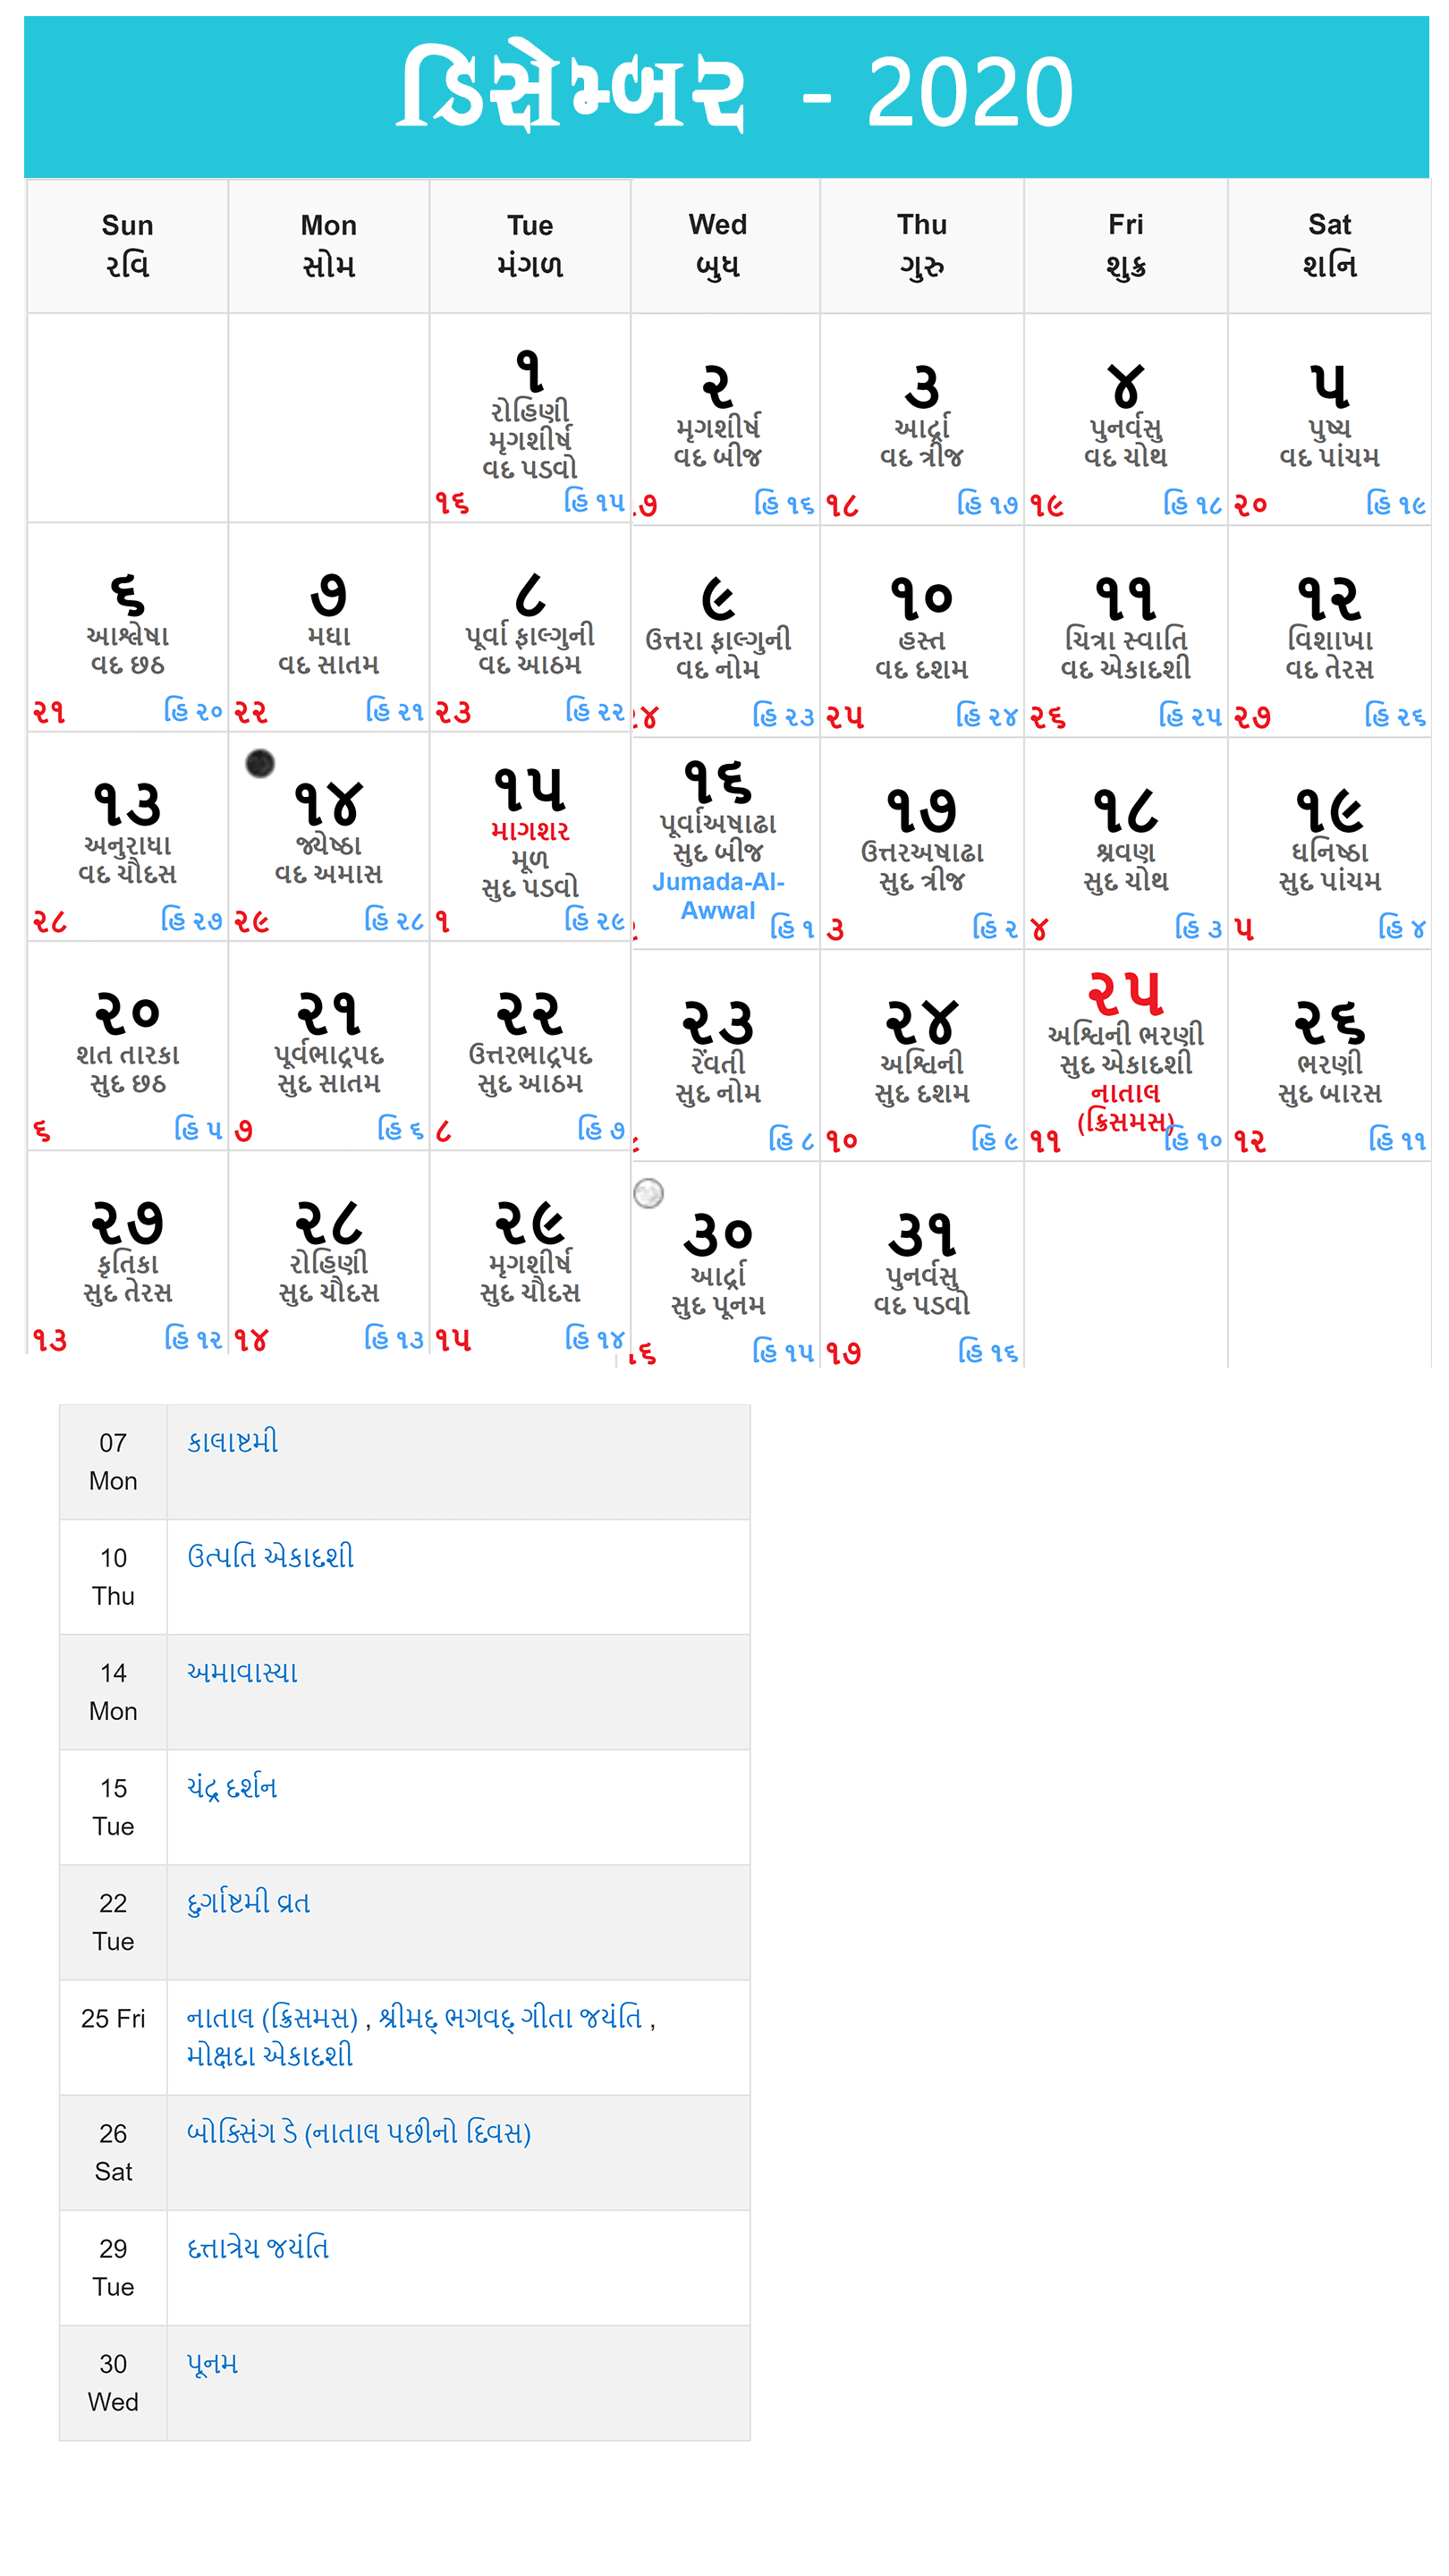 ડિસેમ્બર - 2020
Sun Mon Tue Wed Thu Fri Sat
રવિ સોમ મંગળ બુધ ગુરુ શુક્ર શનિ
૧
રોહિણી
મૃગશીર્ષ
વદ પડવો
૧૬ હિ ૧૫
૨
મૃગશીર્ષ
વદ બીજ
૭ હિ ૧૬
૩
આર્દ્રા
વદ ત્રીજ
૧૮ હિ ૧૭
૪
પુનર્વસુ
વદ ચોથ
૧૯ હિ ૧૮
૫
પુષ્ય
વદ પાંચમ
૨૦ હિ ૧૯
૬
આશ્લેષા
વદ છઠ
૨૧ હિ ૨૦
૭
મઘા
વદ સાતમ
૨૨ હિ ૨૧
૮
પૂર્વા ફાલ્ગુની
વદ આઠમ
૨૩ હિ ૨૨
૯
ઉત્તરા ફાલ્ગુની
વદ નોમ
૨૪ હિ ૨૩
૧૦
હસ્ત
વદ દશમ
૨૫ હિ ૨૪
૧૧
ચિત્રા સ્વાતિ
વદ એકાદશી
૨૬ હિ ૨૫
૧૨
વિશાખા
વદ તેરસ
૨૭ હિ ૨૬
૧૩
અનુરાધા
વદ ચૌદસ
૨૮ હિ ૨૭
૧૪
જ્યેષ્ઠા
વદ અમાસ
૨૯ હિ ૨૮
૧૫
માગશર
મૂળ
સુદ પડવો
૧ હિ ૨૯
૧૬
પૂર્વાઅષાઢા
સુદ બીજ
Jumada-Al-
Awwal
હિ ૧
૧૭
ઉત્તરઅષાઢા
સુદ ત્રીજ
૩ હિ ૨
૧૮
શ્રવણ
સુદ ચોથ
૪ હિ ૩
૧૯
ધનિષ્ઠા
સુદ પાંચમ
૫ હિ ૪
૨૦
શત તારકા
સુદ છઠ
૬ હિ ૫
૨૧
પૂર્વભાદ્રપદ
સુદ સાતમ
૭ હિ ૬
૨૨
ઉત્તરભાદ્રપદ
સુદ આઠમ
૮ હિ ૭
૨૩
રેંવતી
સુદ નોમ
હિ ૮
૨૪
અશ્વિની
સુદ દશમ
૧૦ હિ ૯
૨૫
અશ્વિની ભરણી
સુદ એકાદશી
નાતાલ
(ક્રિસમસ)
૧૧ હિ ૧૦
૨૬
ભરણી
સુદ બારસ
૧૨ હિ ૧૧
૨૭
કૃતિકા
સુદ તેરસ
૧૩ હિ ૧૨
૨૮
રોહિણી
સુદ ચૌદસ
૧૪ હિ ૧૩
૨૯
મૃગશીર્ષ
સુદ ચૌદસ
૧૫ હિ ૧૪
૩૦
આર્દ્રા
સુદ પૂનમ
૧૬ હિ ૧૫
૩૧
પુનર્વસુ
વદ પડવો
૧૭ હિ ૧૬
07 કાલાષ્ટમી
Mon
10 ઉત્પતિ એકાદશી
Thu
14 અમાવાસ્યા
Mon
15 ચંદ્ર દર્શન
Tue
22 દુર્ગાષ્ટમી વ્રત
Tue
25 Fri નાતાલ (ક્રિસમસ) , શ્રીમદ્ ભગવદ્ ગીતા જયંતિ ,
મોક્ષદા એકાદશી
26 બોક્સિંગ ડે (નાતાલ પછીનો દિવસ)
Sat
29 દત્તાત્રેય જયંતિ
Tue
30 પૂનમ
Wed